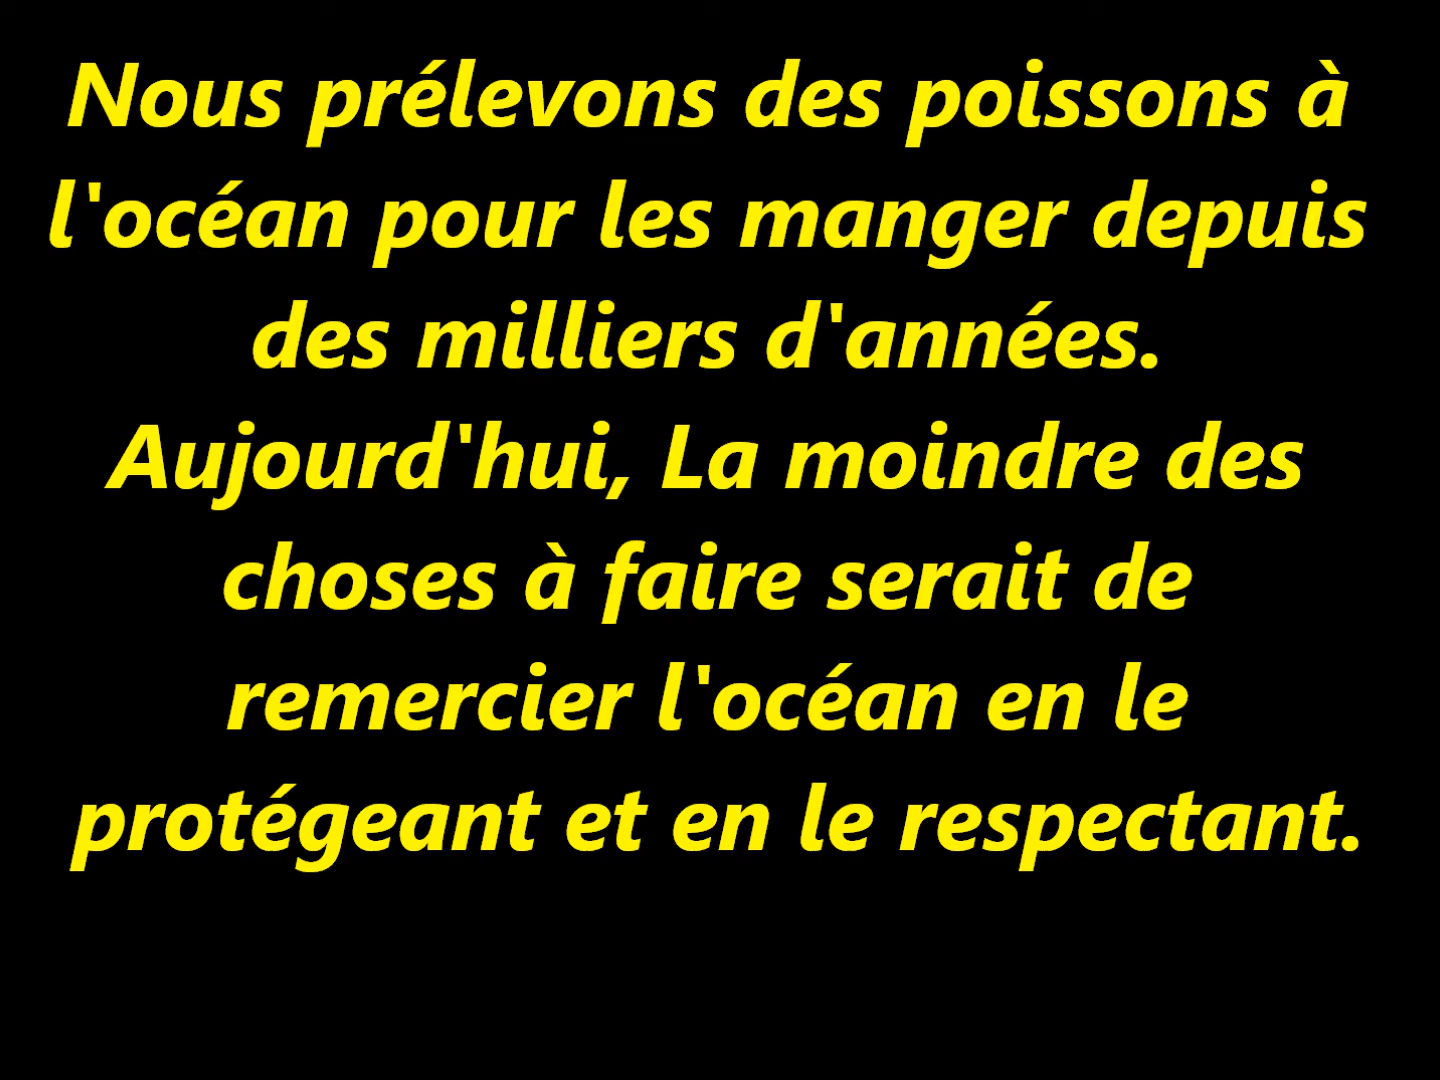 Nous prélevons des poissons à
l'océan pour les manger depuis
des milliers d'années.
Aujourd'hui, La moindre des
choses à faire serait de
remercier l'océan en le
protégeant et en le respectant.